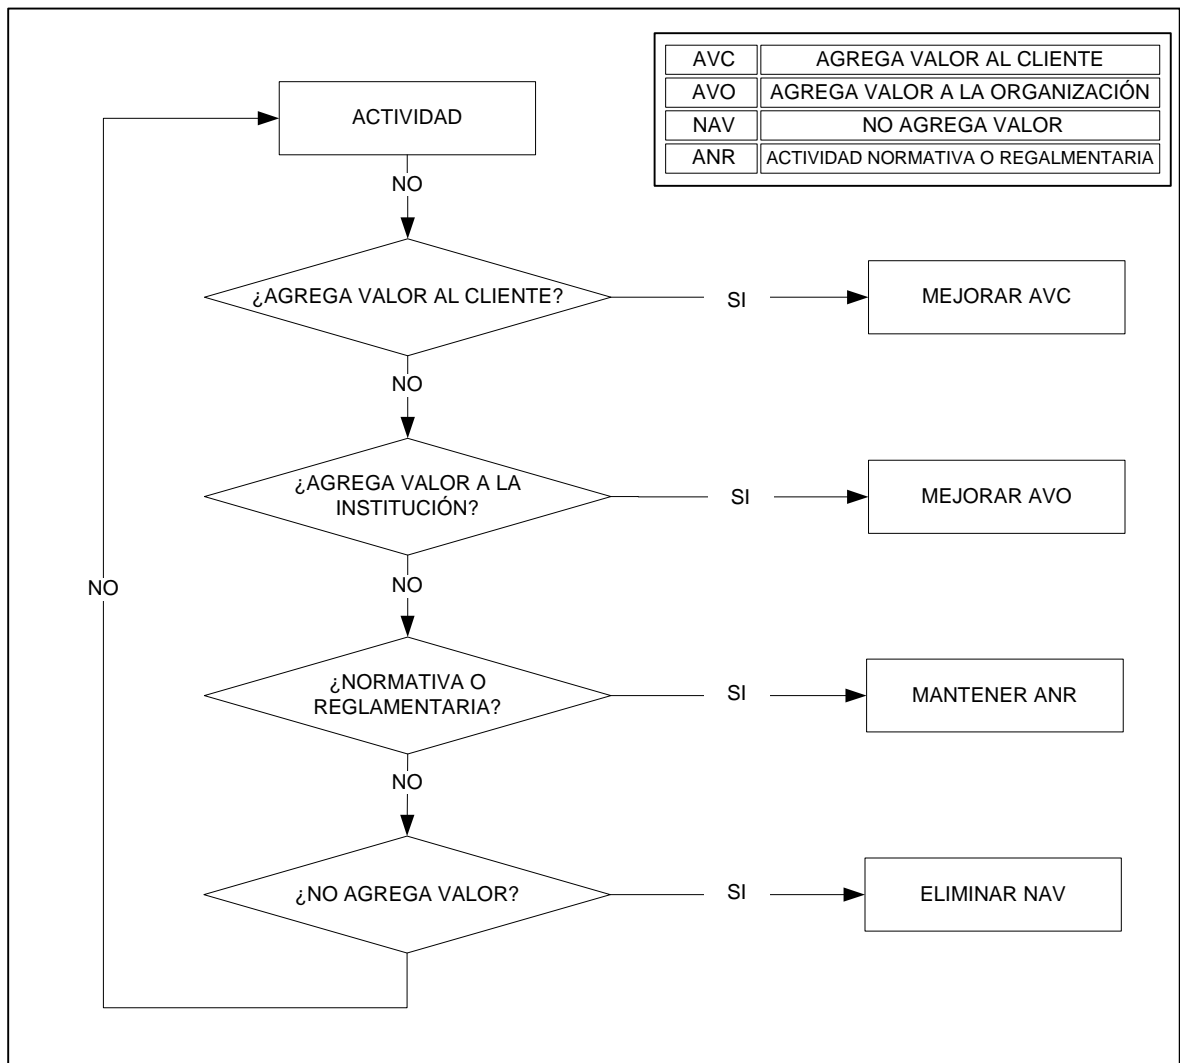 AVC AGREGA VALOR AL CLIENTE
AVO AGREGA VALOR A LA ORGANIZACIÓN
NAV NO AGREGA VALOR
ANR ACTIVIDAD NORMATIVA O REGALMENTARIA
ACTIVIDAD
NO
¿AGREGA VALOR AL CLIENTE?
SI
MEJORAR AVC
NO
¿AGREGA VALOR A LA
INSTITUCIÓN?
SI
MEJORAR AVO
NO
NO
¿NORMATIVA O
REGLAMENTARIA?
SI
MANTENER ANR
NO
¿NO AGREGA VALOR?
SI
ELIMINAR NAV